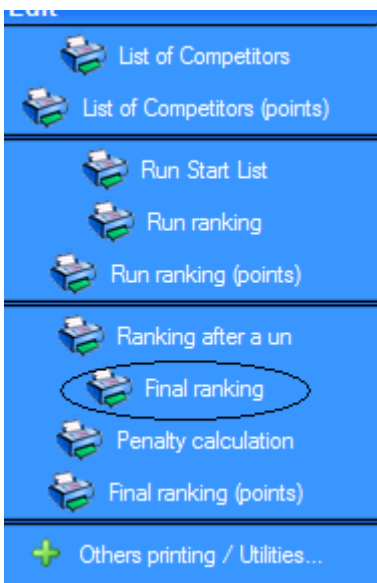 Edit
List of Competitors
List of Competitors (points)
Run Start List
Run ranking
Run ranking (points)
Ranking after a un
Final ranking
Penalty calculation
Final ranking (points)
Others printing / Utilities...